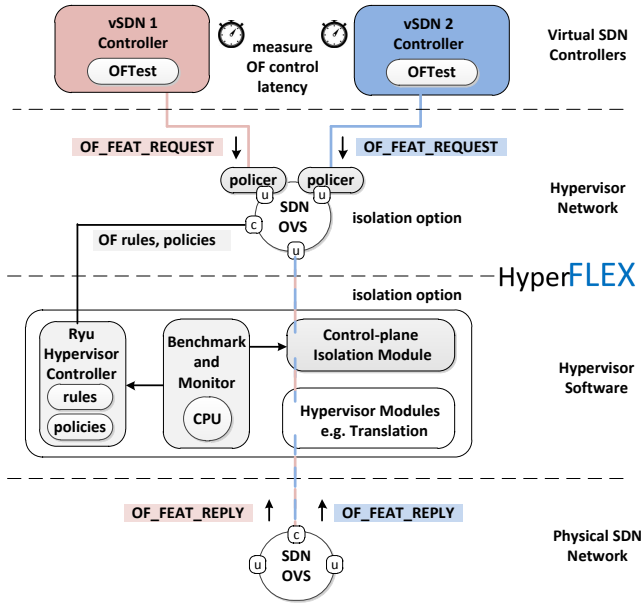 vSDN 1
Controller
OFTest
measure
OF control
latency
vSDN 2
Controller
OFTest
Virtual SDN
Controllers
OF_FEAT_REQUEST
OF_FEAT_REQUEST
policer
policer
u
u
SDN
OVS
c
u
isolation option
Hypervisor
Network
OF rules, policies
HyperFLEX
isolation option
Ryu
Hypervisor
Controller
rules
policies
Benchmark
and
Monitor
CPU
Control-plane
Isolation Module
Hypervisor Modules
e.g. Translation
Hypervisor
Software
OF_FEAT_REPLY
OF_FEAT_REPLY
c
SDN
OVS
u
u
Physical SDN
Network